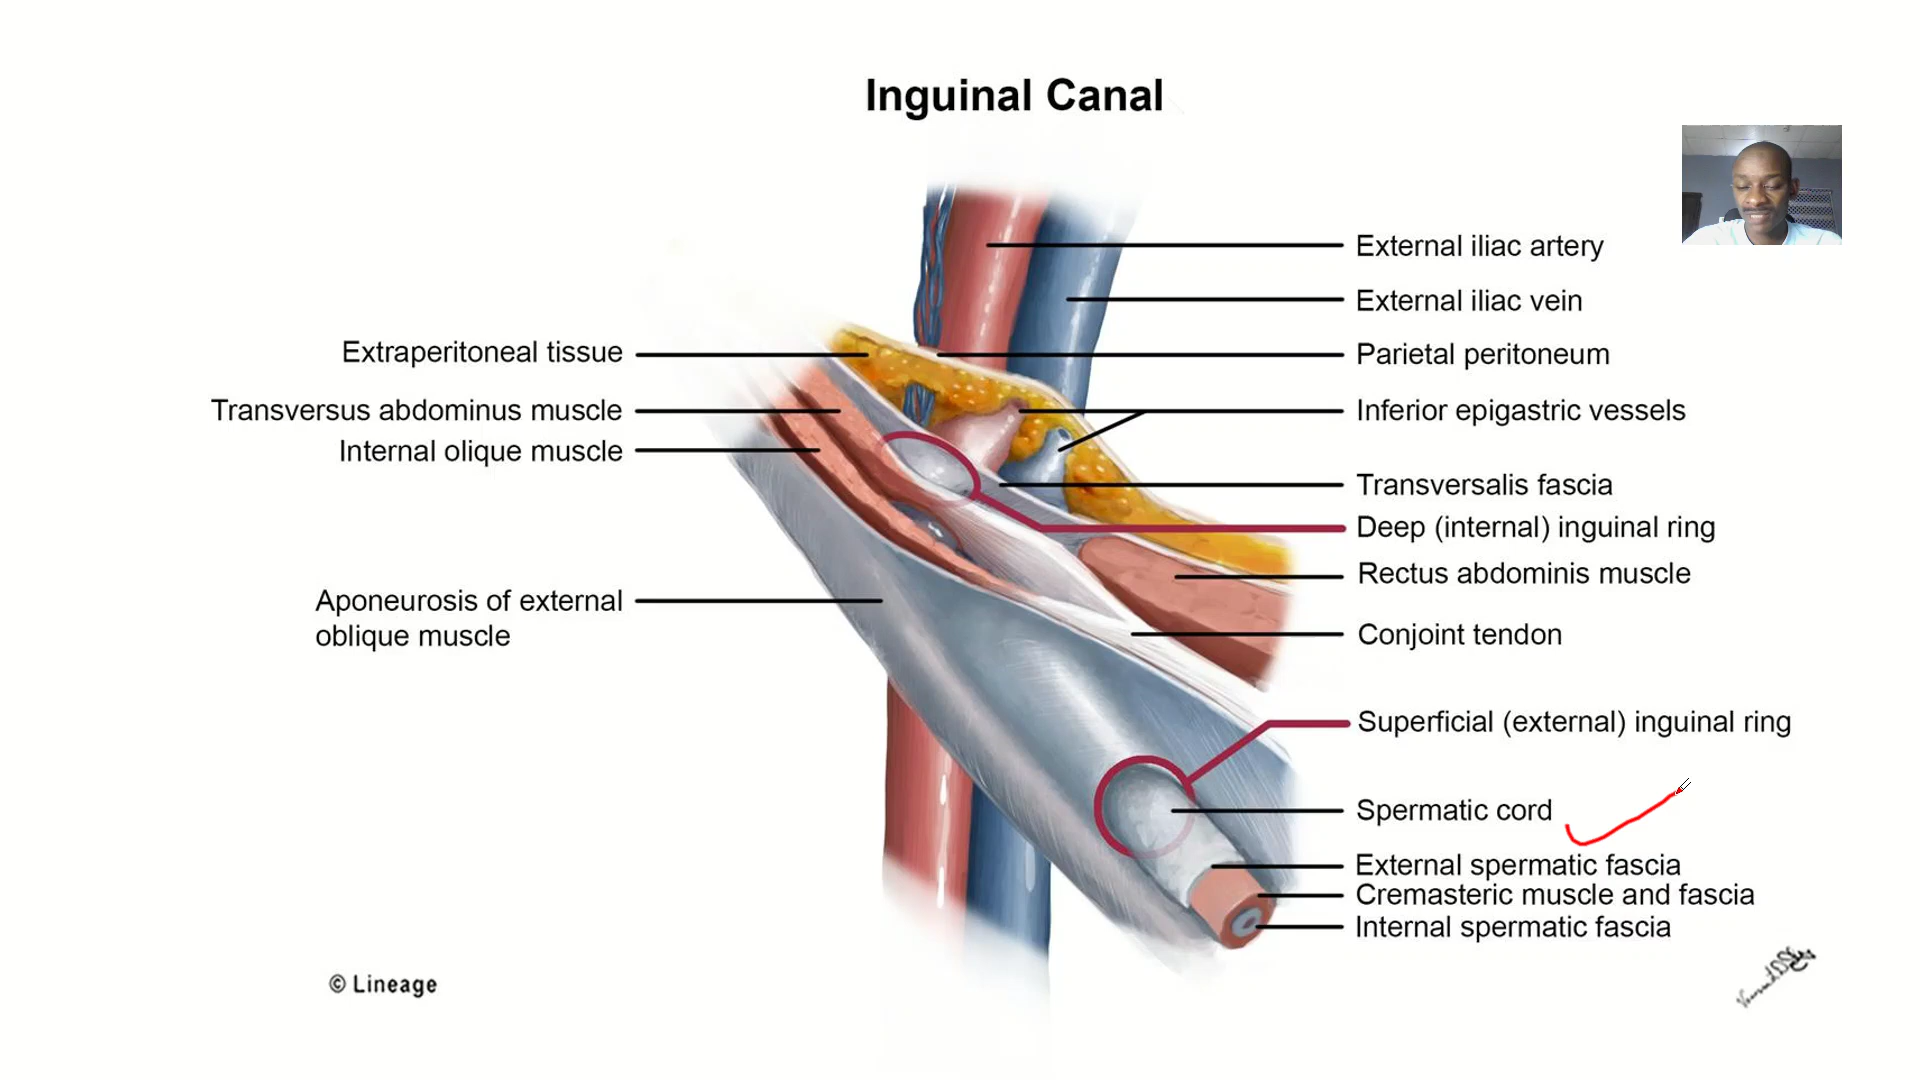 Inguinal Canal
External iliac artery
External iliac vein
Extraperitoneal tissue
Parietal peritoneum
Transversus abdominus muscle
Inferior epigastric vessels
Internal olique muscle
Transversalis fascia
Deep (internal) inguinal ring
Rectus abdominis muscle
Aponeurosis of external
oblique muscle
Conjoint tendon
Superficial (external) inguinal ring
Spermatic cord
External spermatic fascia
Cremasteric muscle and fascia
Internal spermatic fascia
© Lineage